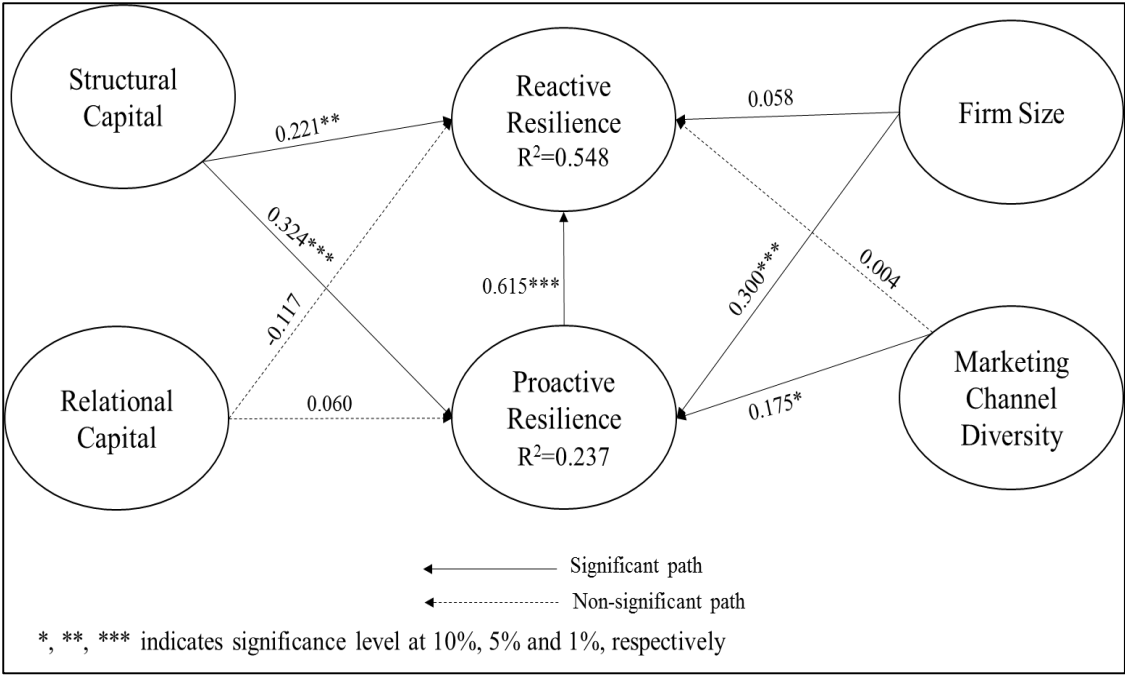 Structural
Capital
Reactive
Resilience
R²=0.548
Firm Size
0.221**
0.058
0.324***
-0.117
0.615***
0.300***
0.004
Relational
Capital
0.060
Proactive
Resilience
R²=0.237
0.175*
Marketing
Channel
Diversity
Significant path
Non-significant path
*, **, *** indicates significance level at 10%, 5% and 1%, respectively